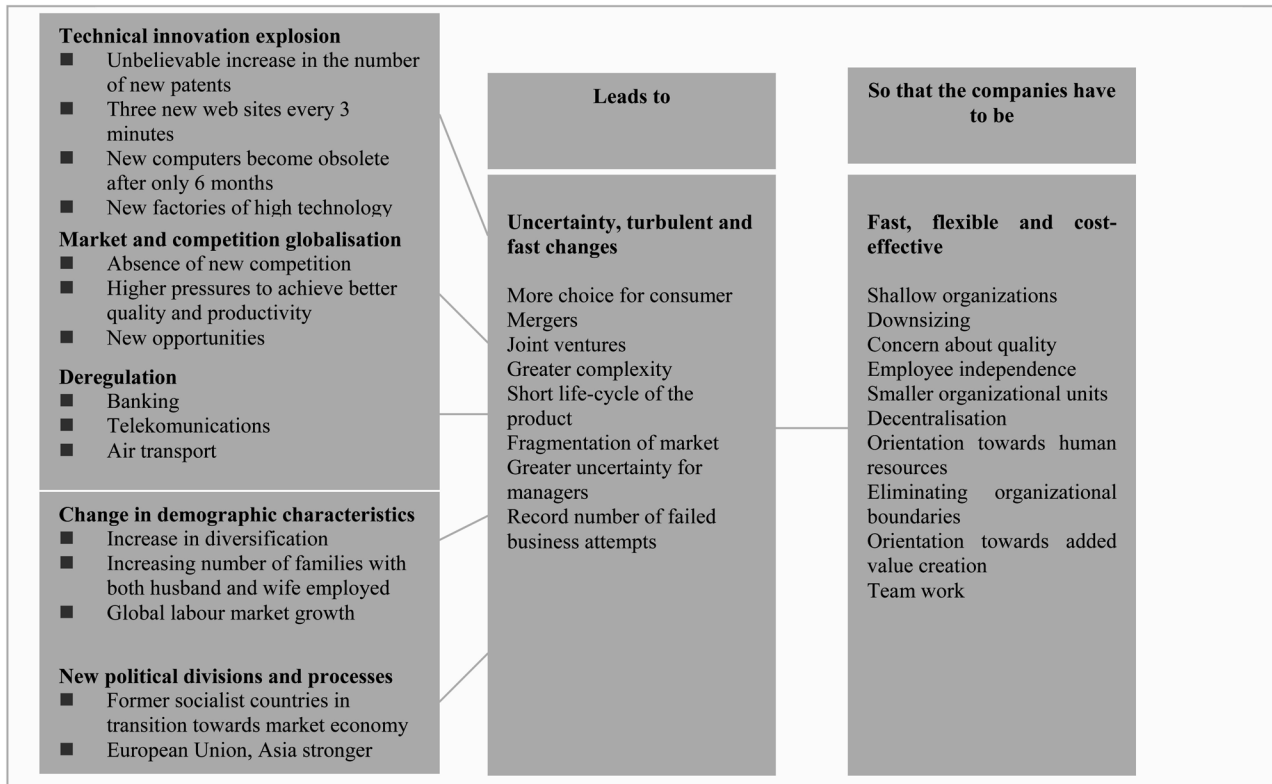 Technical innovation explosion
■ Unbelievable increase in the number
of new patents
■ Three new web sites every 3
minutes
■ New computers become obsolete
after only 6 months
■ New factories of high technology
Market and competition globalisation
■ Absence of new competition
■ Higher pressures to achieve better
quality and productivity
■ New opportunities
Deregulation
■ Banking
■ Telekomunications
■ Air transport
Change in demographic characteristics
■ Increase in diversification
■ Increasing number of families with
both husband and wife employed
■ Global labour market growth
New political divisions and processes
■ Former socialist countries in
transition towards market economy
■ European Union, Asia stronger
Leads to
Uncertainty, turbulent and
fast changes
More choice for consumer
Mergers
Joint ventures
Greater complexity
Short life-cycle of the
product
Fragmentation of market
Greater uncertainty for
managers
Record number of failed
business attempts
So that the companies have
to be
Fast, flexible and cost-
effective
Shallow organizations
Downsizing
Concern about quality
Employee independence
Smaller organizational units
Decentralisation
Orientation towards human
resources
Eliminating organizational
boundaries
Orientation towards added
value creation
Team work